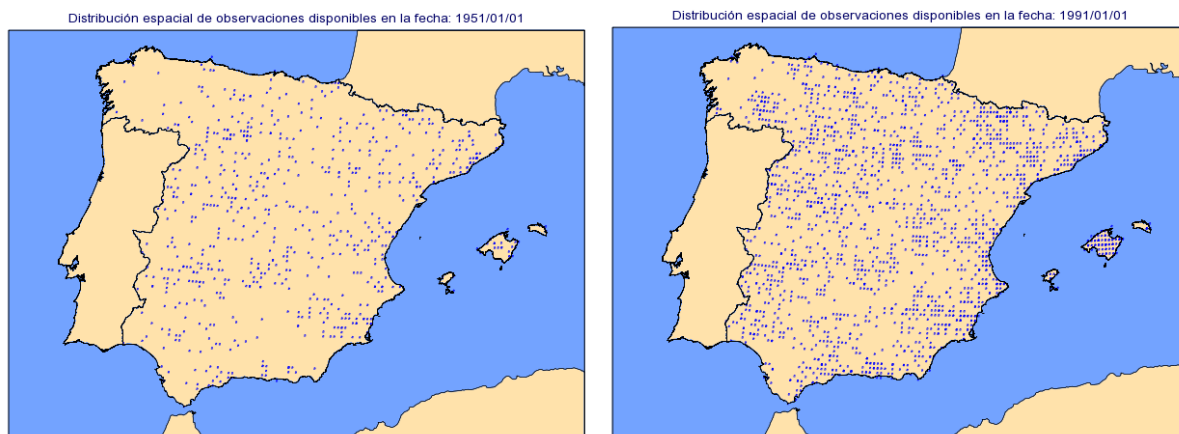 Distribución espacial de observaciones disponibles en la fecha: 1951/01/01
Distribución espacial de observaciones disponibles en la fecha: 1991/01/01